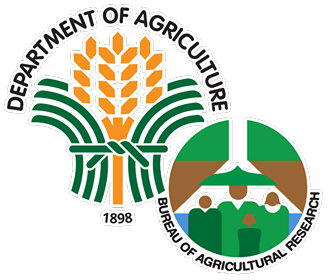 DEPARTMENT OF AGRICULTURE
1898
BUREAU OF AGRICULTURAL RESEARCH